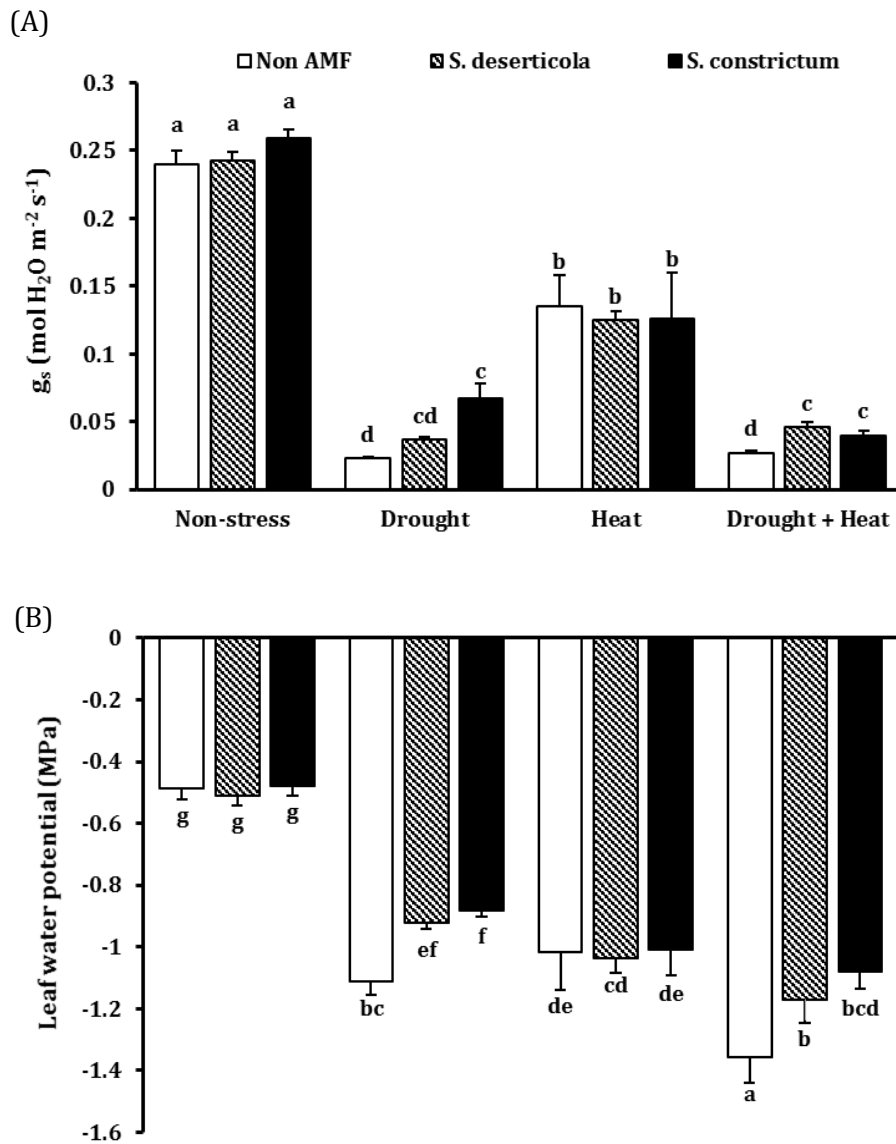 (A)
Non AMF S. deserticola S. constrictum
0.3
a a a
0.25
0.2
0.15
b b b
0.1
c
0.05
d cd d c c
0
gs (mol H2O m-2 s-1)
Non-stress Drought Heat Drought + Heat
(B)
0
-0.2
-0.4
g g g
-0.6
-0.8
ef f
-1
bc de cd de b bcd
-1.2
-1.4
a
-1.6
Leaf water potential (MPa)